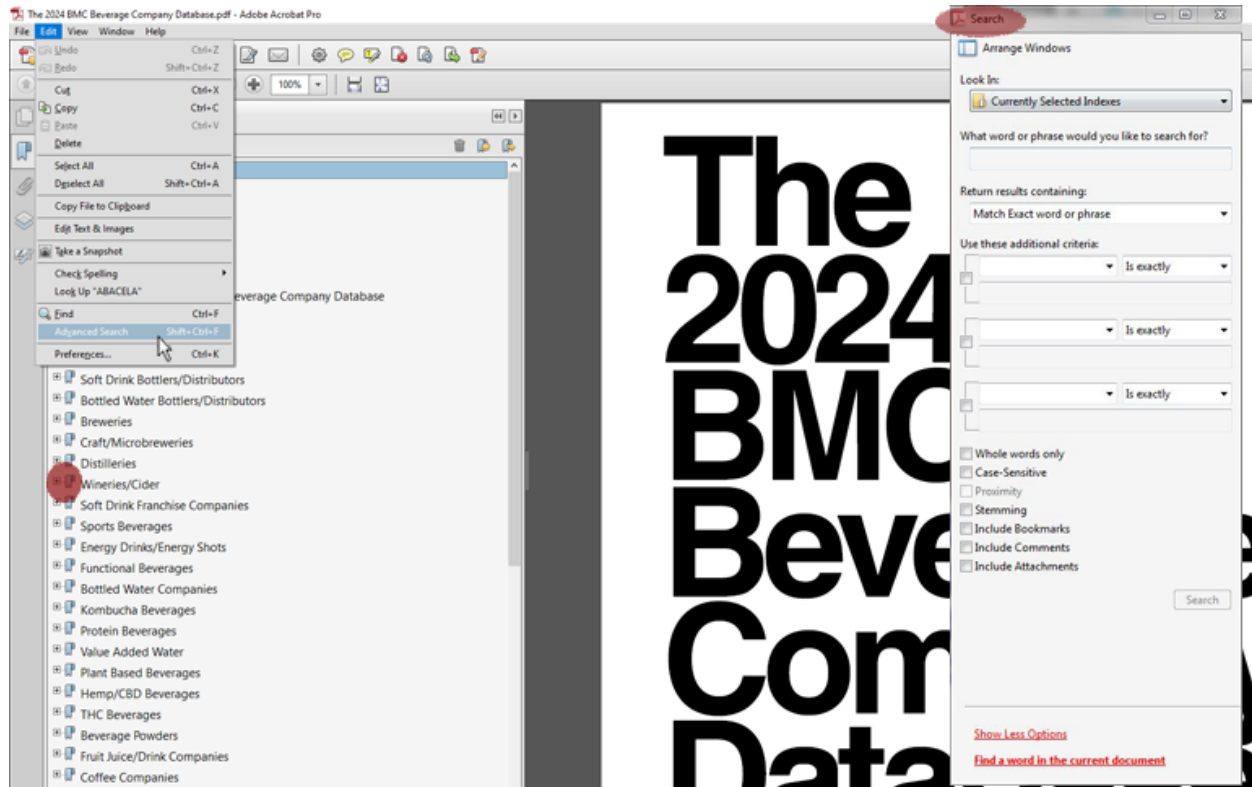 The 2024 BMC Beverage Company Database.pdf - Adobe Acrobat Pro
File Edit View Window Help
Undo Ctrl+Z
Redo Shift+Ctrl+Z
Cut Ctrl+X
Copy Ctrl+C
Paste Ctrl+V
Delete
Select All Ctrl+A
Deselect All Shift+Ctrl+A
Copy File to Clipboard
Edit Text & Images
Take a Snapshot
Check Spelling
Look Up "ABACELA"
Find Ctrl+F
Advanced Search Shift+Ctrl+F
Preferences... Ctrl+K
100%
everage Company Database
Soft Drink Bottlers/Distributors
Bottled Water Bottlers/Distributors
Breweries
Craft/Microbreweries
Distilleries
Wineries/Cider
Soft Drink Franchise Companies
Sports Beverages
Energy Drinks/Energy Shots
Functional Beverages
Bottled Water Companies
Kombucha Beverages
Protein Beverages
Value Added Water
Plant Based Beverages
Hemp/CBD Beverages
THC Beverages
Beverage Powders
Fruit Juice/Drink Companies
Coffee Companies
The
2024
BMC
Beve
Com
Data
Search
Arrange Windows
Look In:
Currently Selected Indexes
What word or phrase would you like to search for?
Return results containing:
Match Exact word or phrase
Use these additional criteria:
Is exactly
Is exactly
Is exactly
Whole words only
Case-Sensitive
Proximity
Stemming
Include Bookmarks
Include Comments
Include Attachments
Search
Show Less Options
Find a word in the current document